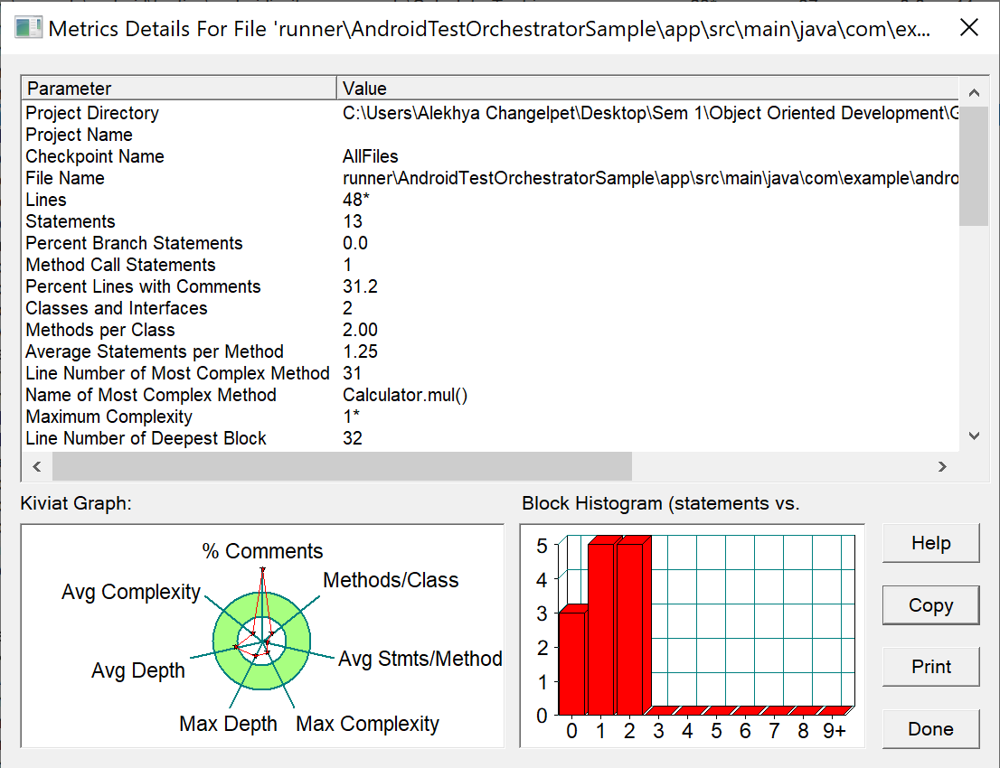 Metrics Details For File 'runner\AndroidTestOrchestratorSample\app\src\main\java\com\ex...
Parameter Value
Project Directory C:\Users\Alekhya Changelpet\Desktop\Sem 1\Object Oriented Development\G
Project Name
Checkpoint Name AllFiles
File Name runner\AndroidTestOrchestratorSample\app\src\main\java\com\example\andro
Lines 48*
Statements 13
Percent Branch Statements 0.0
Method Call Statements 1
Percent Lines with Comments 31.2
Classes and Interfaces 2
Methods per Class 2.00
Average Statements per Method 1.25
Line Number of Most Complex Method 31
Name of Most Complex Method Calculator.mul()
Maximum Complexity 1*
Line Number of Deepest Block 32
Kiviat Graph:
% Comments
Methods/Class
Avg Complexity
Avg Stmts/Method
Avg Depth
Max Depth
Max Complexity
Block Histogram (statements vs.
5
4
3
2
1
0
0 1 2 3 4 5 6 7 8 9+
Help
Copy
Print
Done